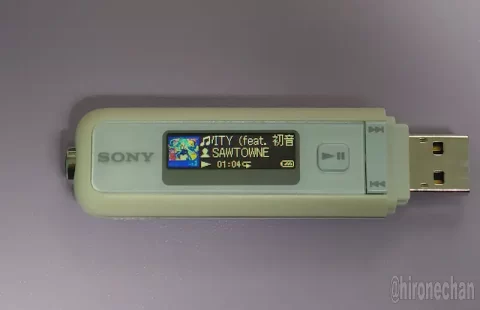 SONY
ITY (feat. 初音
SAWTOWNE
01:04
@hironechan